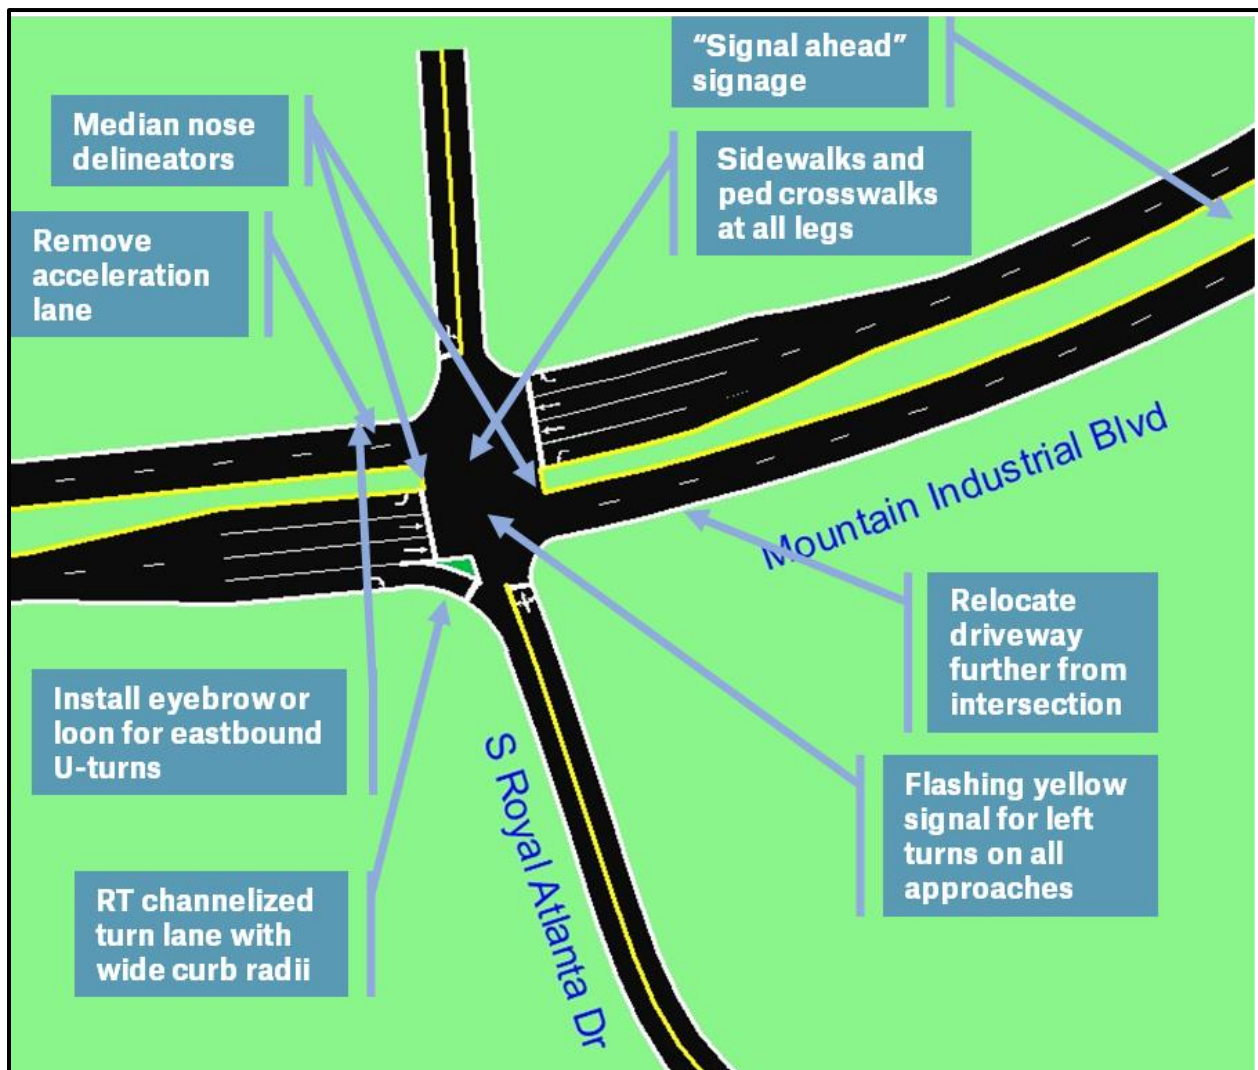 “Signal ahead”
signage
Median nose
delineators
Sidewalks and
ped crosswalks
at all legs
Remove
acceleration
lane
Mountain Industrial Blvd
Relocate
driveway
further from
intersection
Install eyebrow or
loon for eastbound
U-turns
S Royal Atlanta Dr
Flashing yellow
signal for left
turns on all
approaches
RT channelized
turn lane with
wide curb radii